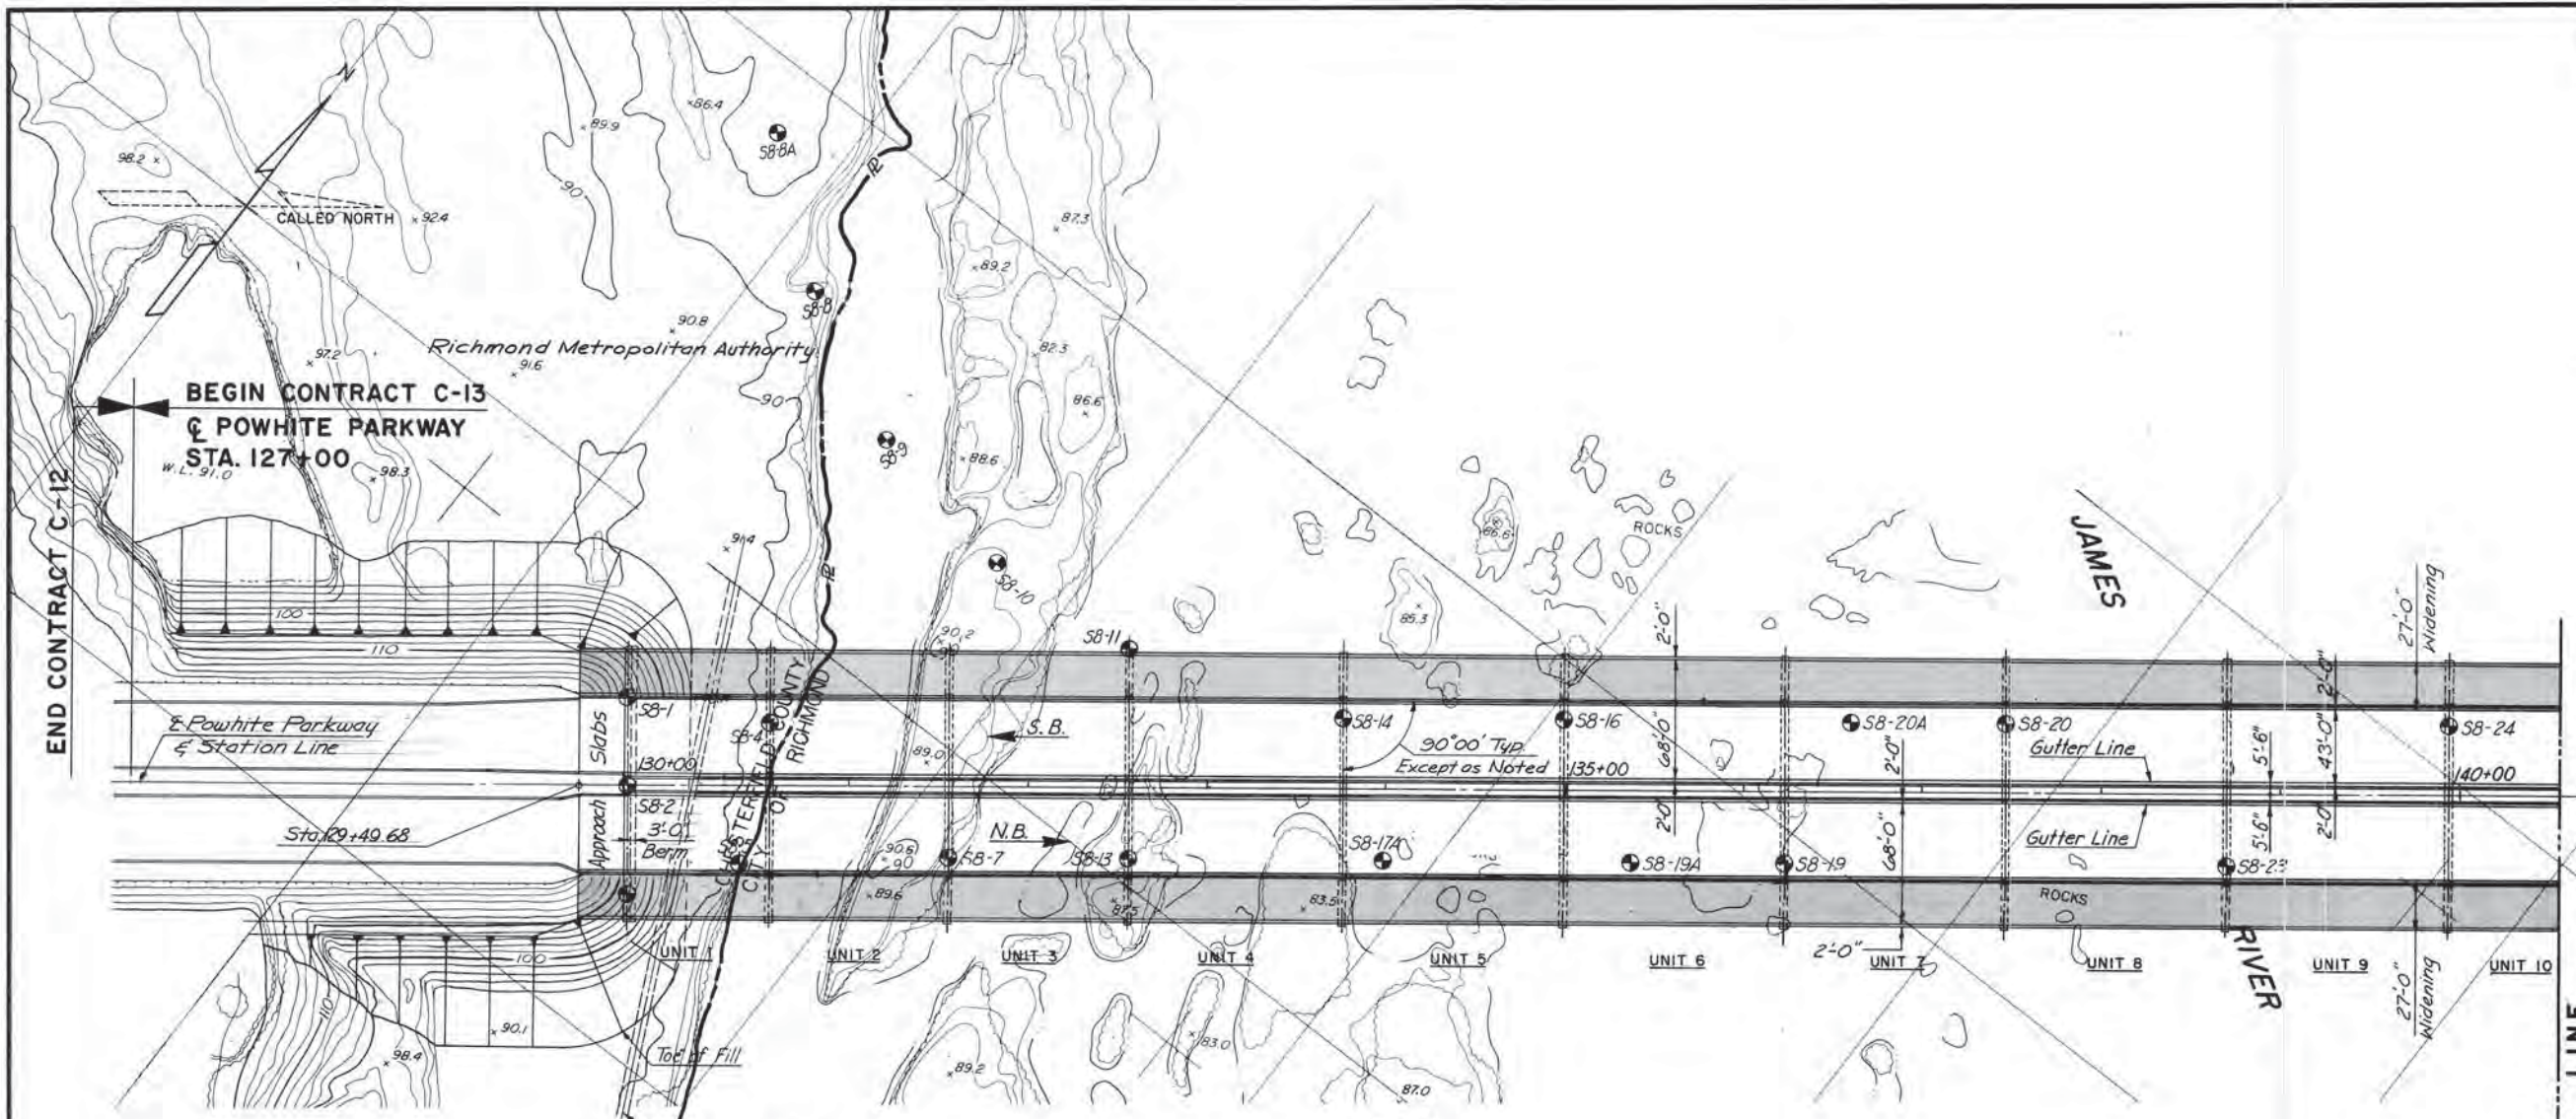 98.2
CALLED NORTH
N
92.4
89.9
86.4
90
S8-8A
PL
87.3
89.2
S8-8
90.8
Richmond Metropolitan Authority
97.2
91.6
82.3
86.6
90
BEGIN CONTRACT C-13
℄ POWHITE PARKWAY
STA. 127+00
W.L. 91.0
98.3
END CONTRACT C-12
S8-9
88.6
91.4
PL
S8-10
86.6
ROCKS
85.3
JAMES
RIVER
100
110
90.2
S8-11
2'-0"
27'-0"
Widening
℄ Powhite Parkway
& Station Line
Slabs
Approach
S8-1
S8-4
CHESTERFIELD COUNTY
CITY OF RICHMOND
89.0
S.B.
S8-14
S8-16
S8-20A
S8-20
S8-24
90°00' Typ.
Except as Noted
68'-0"
2'-0"
Gutter Line
5'-6"
43'-0"
2'-0"
130+00
135+00
140+00
S8-2
Sta. 129+49.68
3'-0"
Berm
N.B.
90.6
90
S8-7
S8-13
S8-17A
S8-19A
S8-19
S8-23
2'-0"
68'-0"
Gutter Line
5'-6"
2'-0"
89.6
87.5
83.5
ROCKS
UNIT 1
UNIT 2
UNIT 3
UNIT 4
UNIT 5
UNIT 6
2'-0"
UNIT 7
UNIT 8
UNIT 9
UNIT 10
27'-0"
Widening
100
110
90.1
98.4
Toe of Fill
89.2
83.0
87.0
LINE